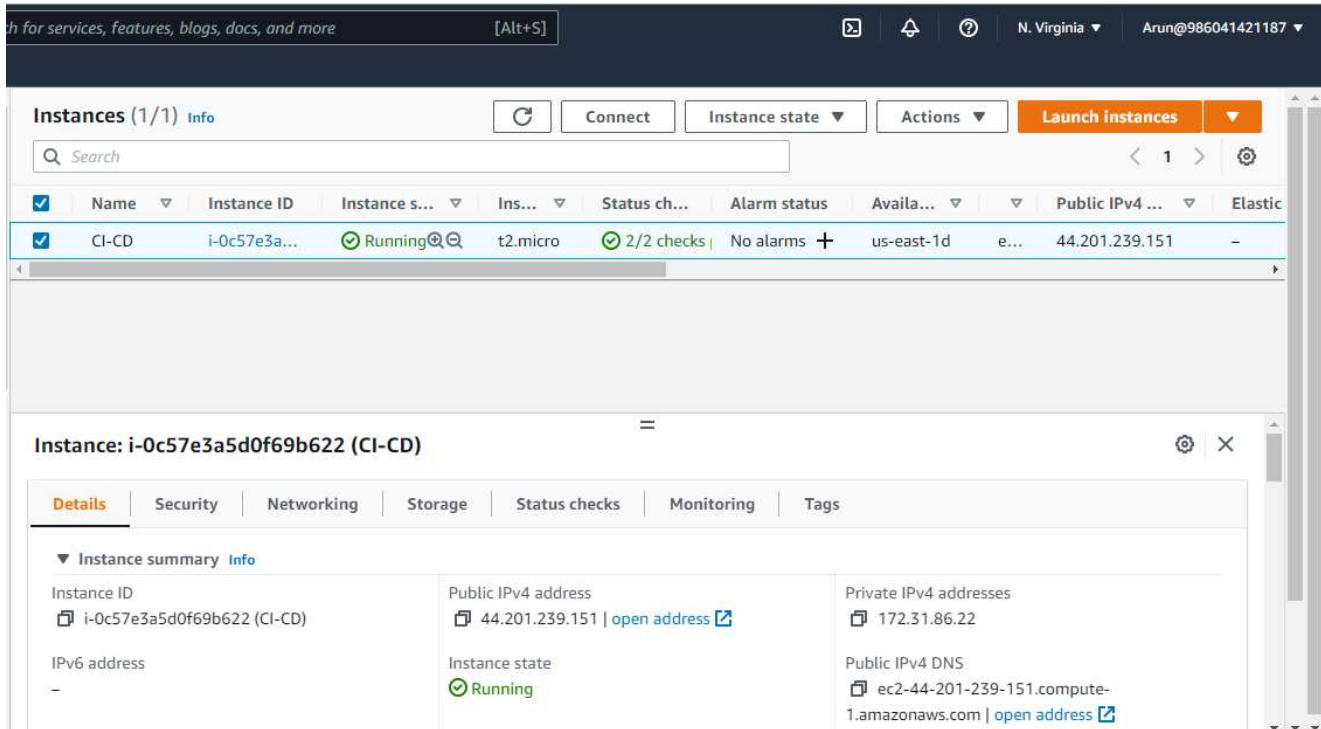 h for services, features, blogs, docs, and more [Alt+S] N. Virginia ▼ Arun@986041421187 ▼
Instances (1/1) Info Connect Instance state ▼ Actions ▼ Launch instances ▼
Search < 1 >
Name Instance ID Instance s... Ins... Status ch... Alarm status Availa... Public IPv4 ... Elastic
CI-CD i-0c57e3a... Running t2.micro 2/2 checks No alarms + us-east-1d e... 44.201.239.151 –
Instance: i-0c57e3a5d0f69b622 (CI-CD)
Details Security Networking Storage Status checks Monitoring Tags
▼ Instance summary Info
Instance ID Public IPv4 address Private IPv4 addresses
i-0c57e3a5d0f69b622 (CI-CD) 44.201.239.151 | open address 172.31.86.22
IPv6 address Instance state Public IPv4 DNS
– Running ec2-44-201-239-151.compute-
1.amazonaws.com | open address